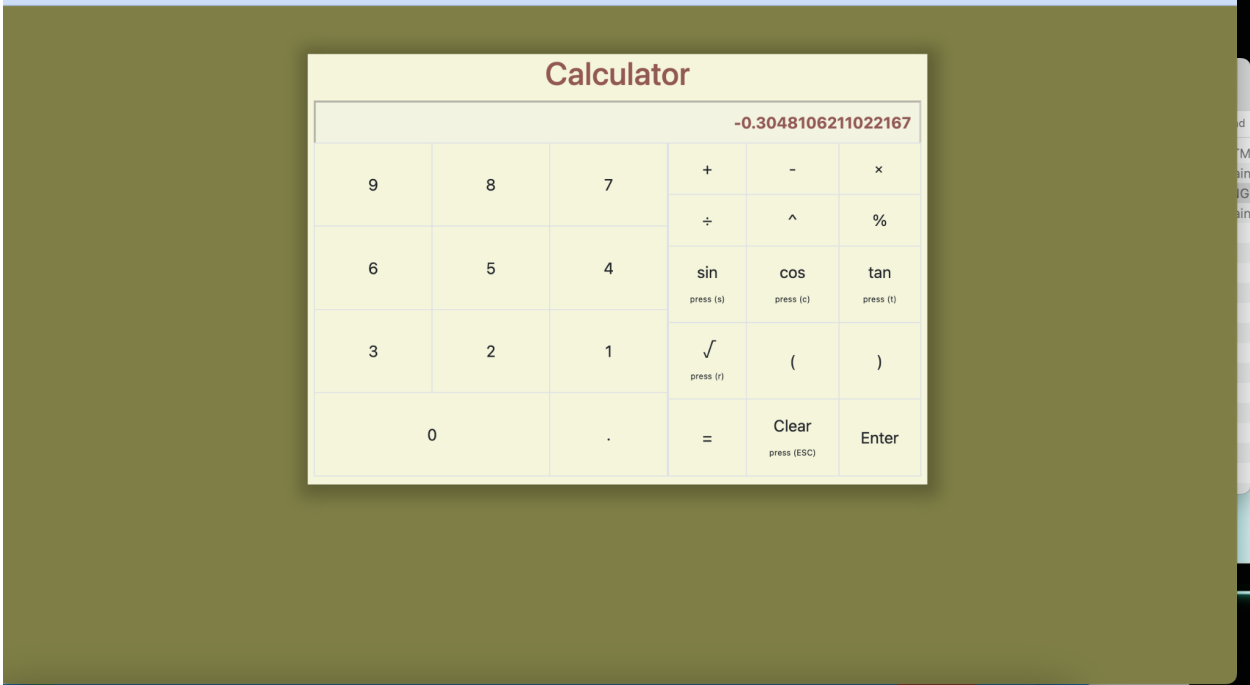 Calculator
-0.3048106211022167
9 8 7 + - ×
÷ ^ %
6 5 4 sin cos tan
press (s) press (c) press (t)
3 2 1 √ ( )
press (r)
0 . = Clear Enter
press (ESC)